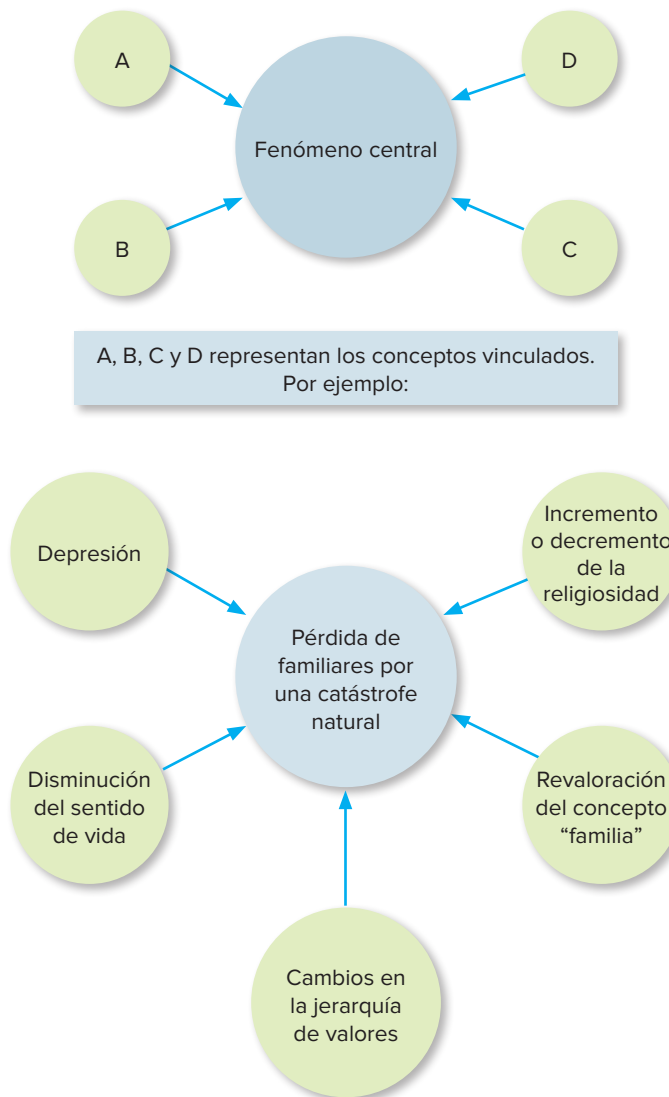 A
D
Fenómeno central
B
C
A, B, C y D representan los conceptos vinculados.
Por ejemplo:
Depresión
Incremento
o decremento
de la
religiosidad
Pérdida de
familiares por
una catástrofe
natural
Disminución
del sentido
de vida
Revaloración
del concepto
“familia”
Cambios en
la jerarquía
de valores